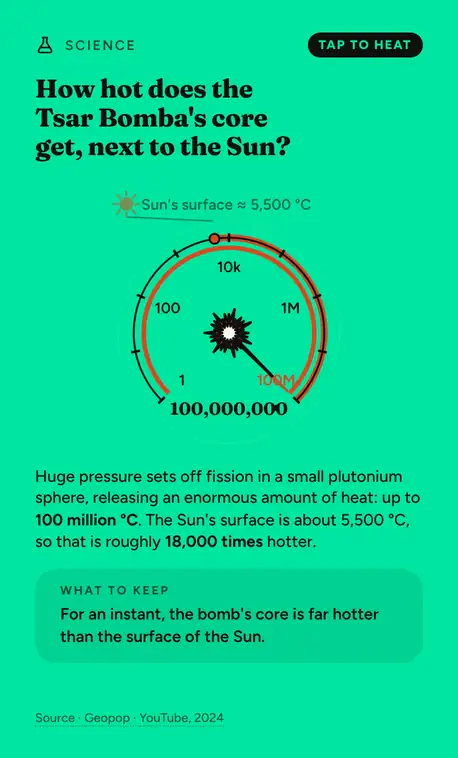 SCIENCE
TAP TO HEAT
How hot does the
Tsar Bomba's core
get, next to the Sun?
Sun's surface ≈ 5,500 °C
10k
100
1M
1
100M
100,000,000
Huge pressure sets off fission in a small plutonium
sphere, releasing an enormous amount of heat: up to
100 million °C. The Sun's surface is about 5,500 °C,
so that is roughly 18,000 times hotter.
WHAT TO KEEP
For an instant, the bomb's core is far hotter
than the surface of the Sun.
Source · Geopop · YouTube, 2024